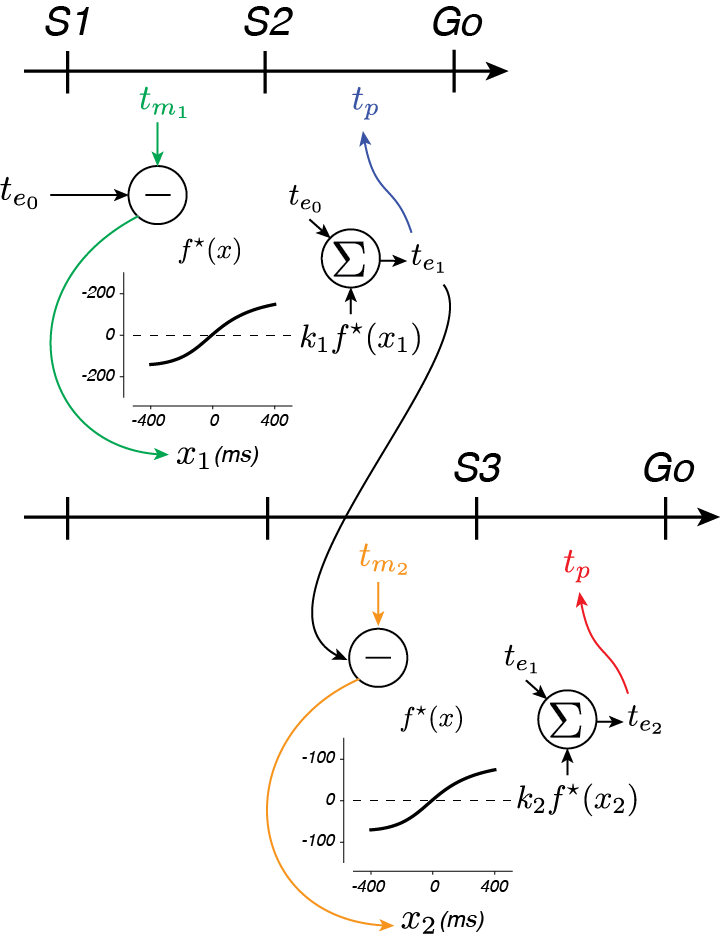 S1 S2 Go
t_{m_1} t_p
t_{e_0}
−
t_{e_0}
f*(x)
∑
t_{e_1}
-200
0
-200
k_1 f*(x_1)
-400 0 400
x_1 (ms)
S3 Go
t_{m_2} t_p
−
t_{e_1}
f*(x)
∑
t_{e_2}
-100
0
-100
k_2 f*(x_2)
-400 0 400
x_2 (ms)